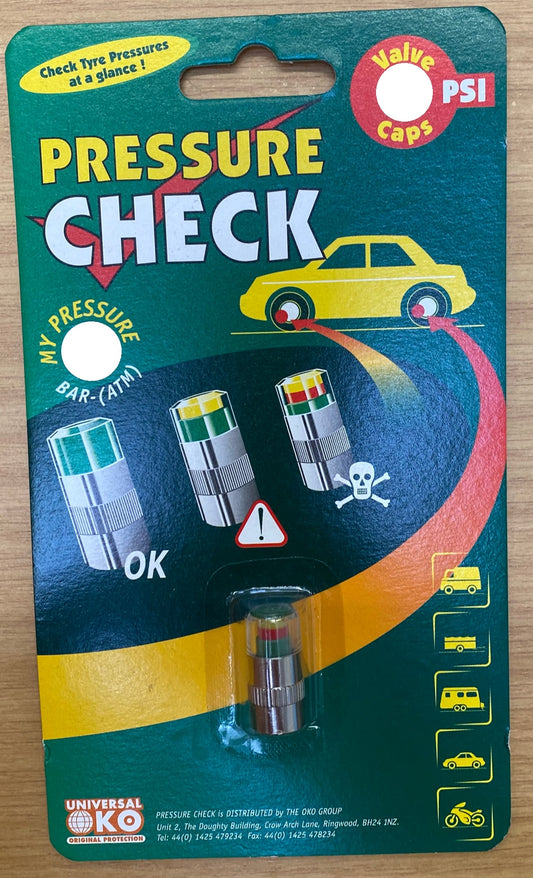 Check Tyre Pressures
at a glance !
Valve
Caps
PSI
PRESSURE
CHECK
MY PRESSURE
BAR-(ATM)
OK
!
UNIVERSAL
OKO
ORIGINAL PROTECTION
PRESSURE CHECK is DISTRIBUTED by THE OKO GROUP
Unit 2, The Doughty Building, Crow Arch Lane, Ringwood, BH24 1NZ.
Tel: 44(0) 1425 479234  Fax: 44(0) 1425 478234